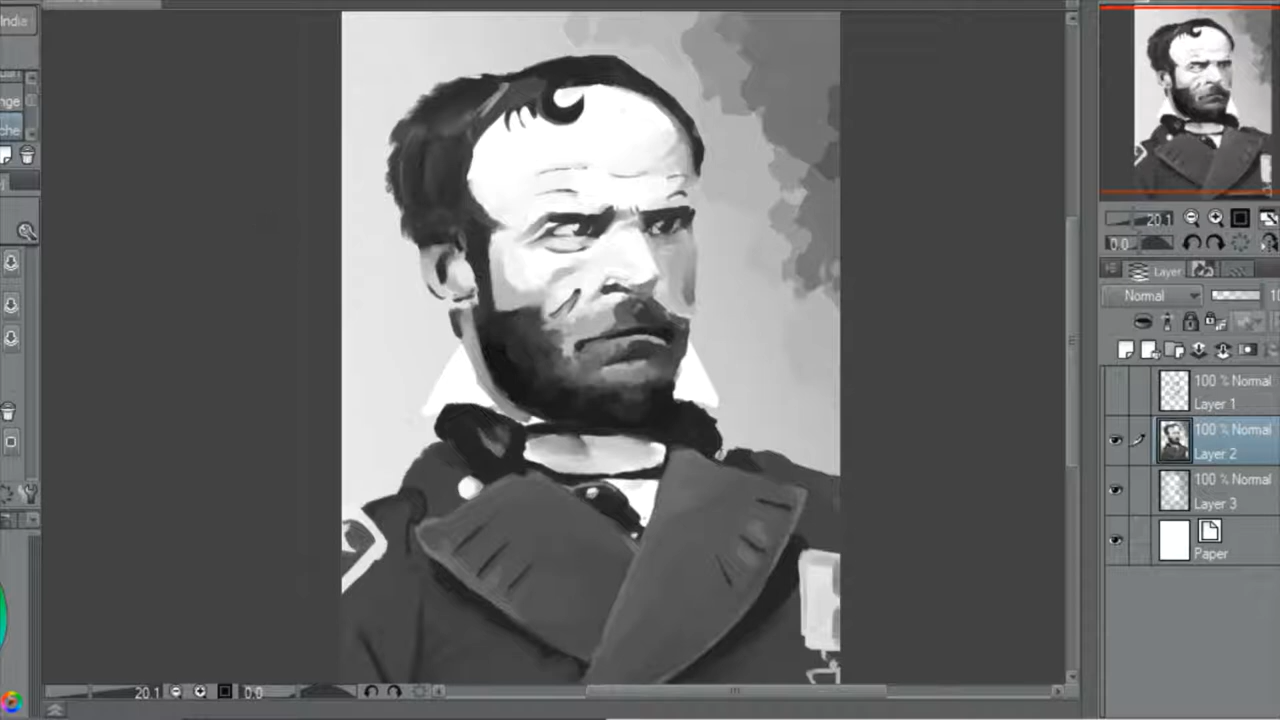 India
nge
che
20.1
0.0
Layer
Normal
10
100 % Normal
Layer 1
100 % Normal
Layer 2
100 % Normal
Layer 3
Paper
20.1
0.0